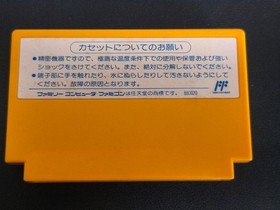 カセットについてのお願い
●精密機器ですので、極端な温度条件下での使用や保管および強い
ショックをさけてください。また、絶対に分解しないでください。
●端子部に手を触れたり、水にぬらしたりして汚さないようにして
ください。故障の原因となります。
ファミリー コンピュータ ファミコンは任天堂の商標です。
FF